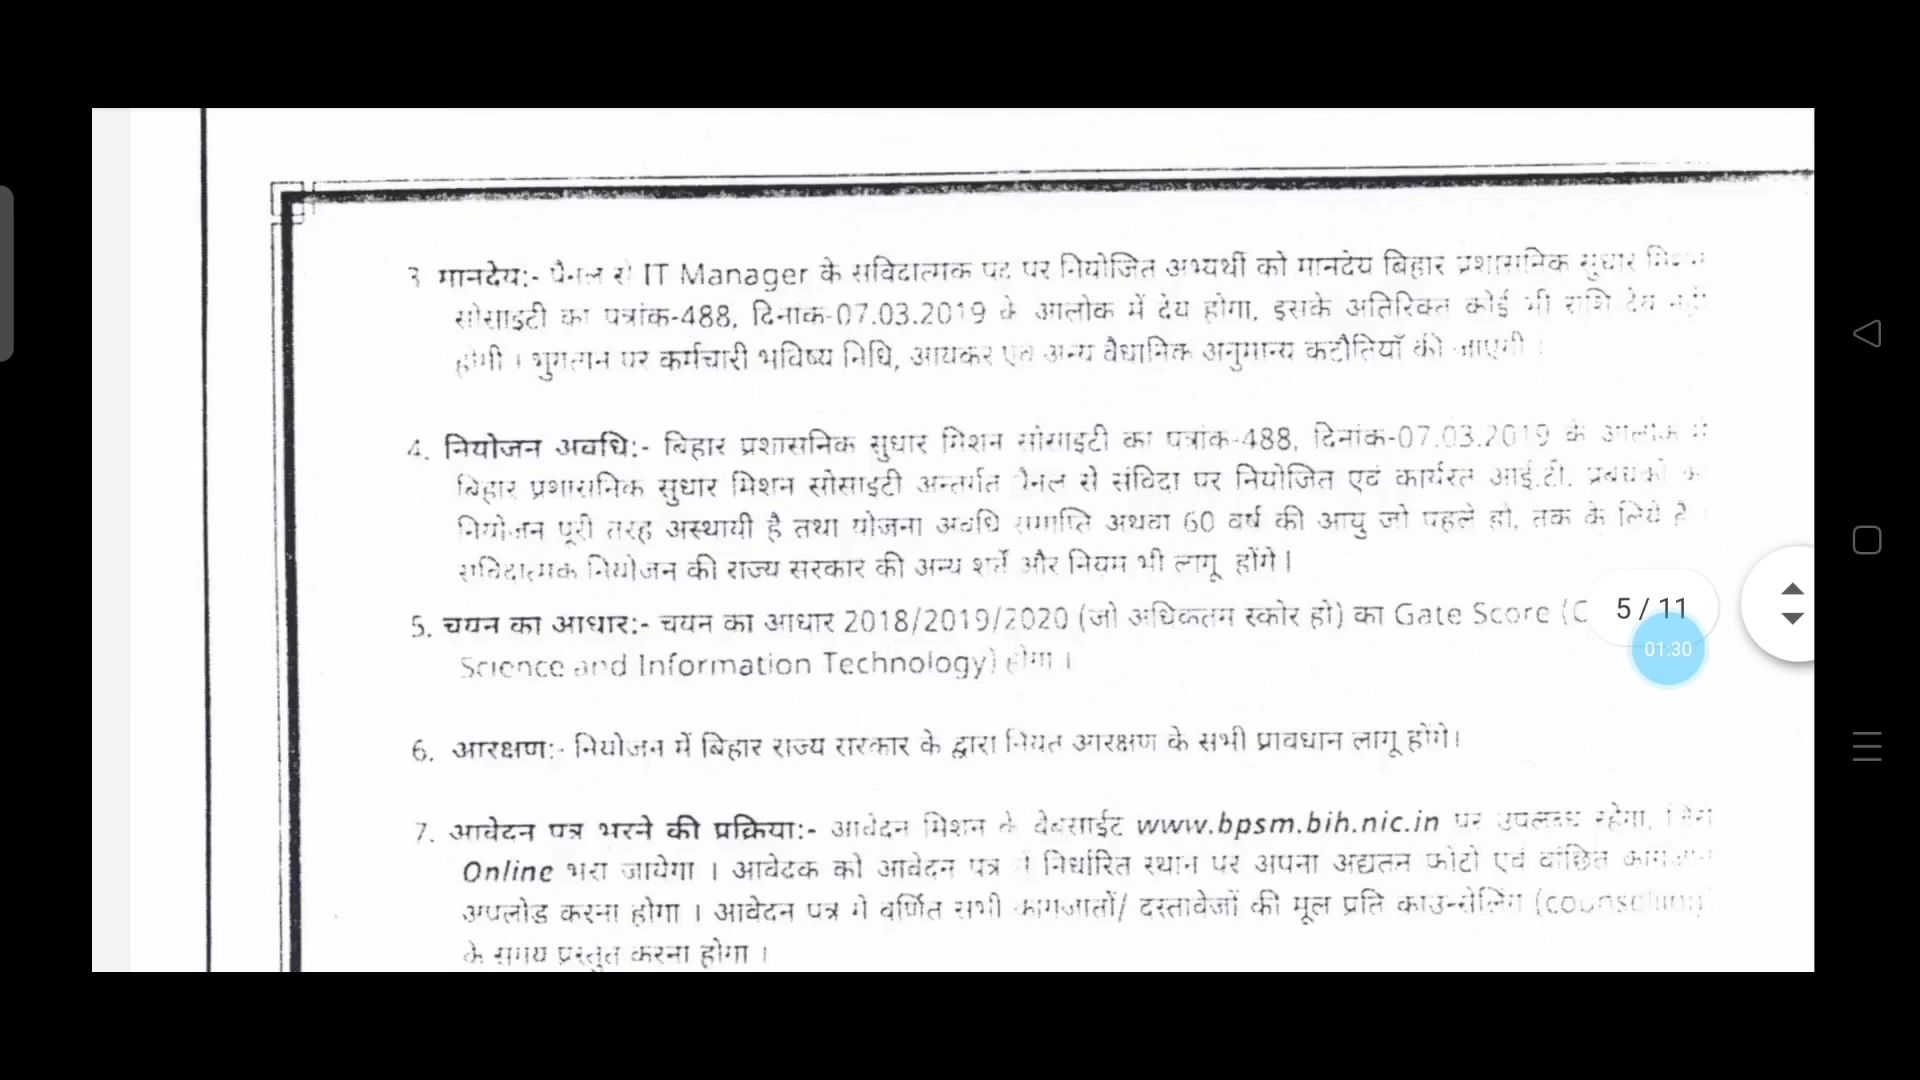 3 मानदेय:- पैनल से IT Manager के संविदात्मक पद पर नियोजित अभ्यर्थी को मानदेय बिहार प्रशासनिक सुधार मिशन
सोसाइटी का पत्रांक-488, दिनांक-07.03.2019 के आलोक में देय होगा, इसके अतिरिक्त कोई भी राशि देय नहीं
होगी । भुगतान पर कर्मचारी भविष्य निधि, आयकर एवं अन्य वैधानिक अनुमान्य कटौतियाँ की जाएगी ।
4. नियोजन अवधि:- बिहार प्रशासनिक सुधार मिशन सोसाइटी का पत्रांक-488, दिनांक-07.03.2019 के आलोक में
बिहार प्रशासनिक सुधार मिशन सोसाइटी अन्तर्गत पैनल से संविदा पर नियोजित एवं कार्यरत आई.टी. प्रबंधकों का
नियोजन पूरी तरह अस्थायी है तथा योजना अवधि समाप्ति अथवा 60 वर्ष की आयु जो पहले हो, तक के लिये है
संविदात्मक नियोजन की राज्य सरकार की अन्य शर्तें और नियम भी लागू होंगे।
5. चयन का आधार:- चयन का आधार 2018/2019/2020 (जो अधिकतम स्कोर हो) का Gate Score (C
5 / 11
01:30
Science and Information Technology) होगा ।
6. आरक्षण:- नियोजन में बिहार राज्य सरकार के द्वारा नियत आरक्षण के सभी प्रावधान लागू होंगे।
7. आवेदन पत्र भरने की प्रक्रिया:- आवेदन मिशन के वेबसाईट www.bpsm.bih.nic.in पर उपलब्ध रहेगा,
Online भरा जायेगा । आवेदक को आवेदन पत्र में निर्धारित स्थान पर अपना अद्यतन फोटो एवं वांछित कागजात
अपलोड करना होगा । आवेदन पत्र में वर्णित सभी कागजातों/ दस्तावेजों की मूल प्रति काउन्सेलिंग (counselling)
के समय प्रस्तुत करना होगा ।